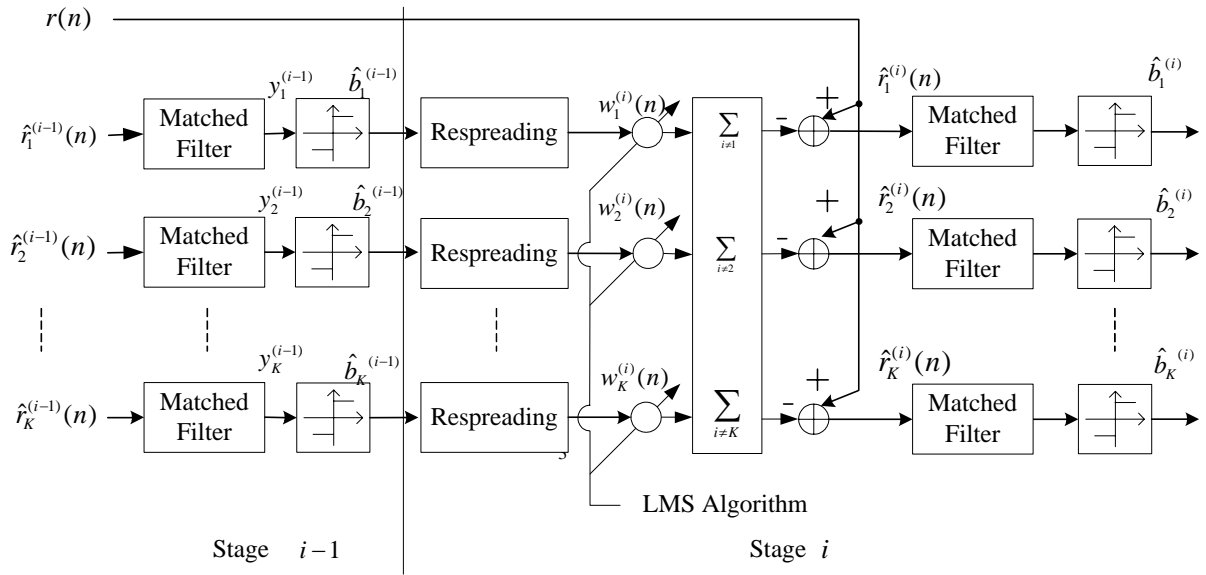 r(n)
y_1^{(i-1)} \hat{b}_1^{(i-1)} w_1^{(i)}(n) + \hat{r}_1^{(i)}(n) \hat{b}_1^{(i)}
\hat{r}_1^{(i-1)}(n) Matched Filter Respreading \sum_{i≠1} - Matched Filter
y_2^{(i-1)} \hat{b}_2^{(i-1)} w_2^{(i)}(n) + \hat{r}_2^{(i)}(n) \hat{b}_2^{(i)}
\hat{r}_2^{(i-1)}(n) Matched Filter Respreading \sum_{i≠2} - Matched Filter
y_K^{(i-1)} \hat{b}_K^{(i-1)} w_K^{(i)}(n) + \hat{r}_K^{(i)}(n) \hat{b}_K^{(i)}
\hat{r}_K^{(i-1)}(n) Matched Filter Respreading \sum_{i≠K} - Matched Filter
LMS Algorithm
Stage i-1 Stage i